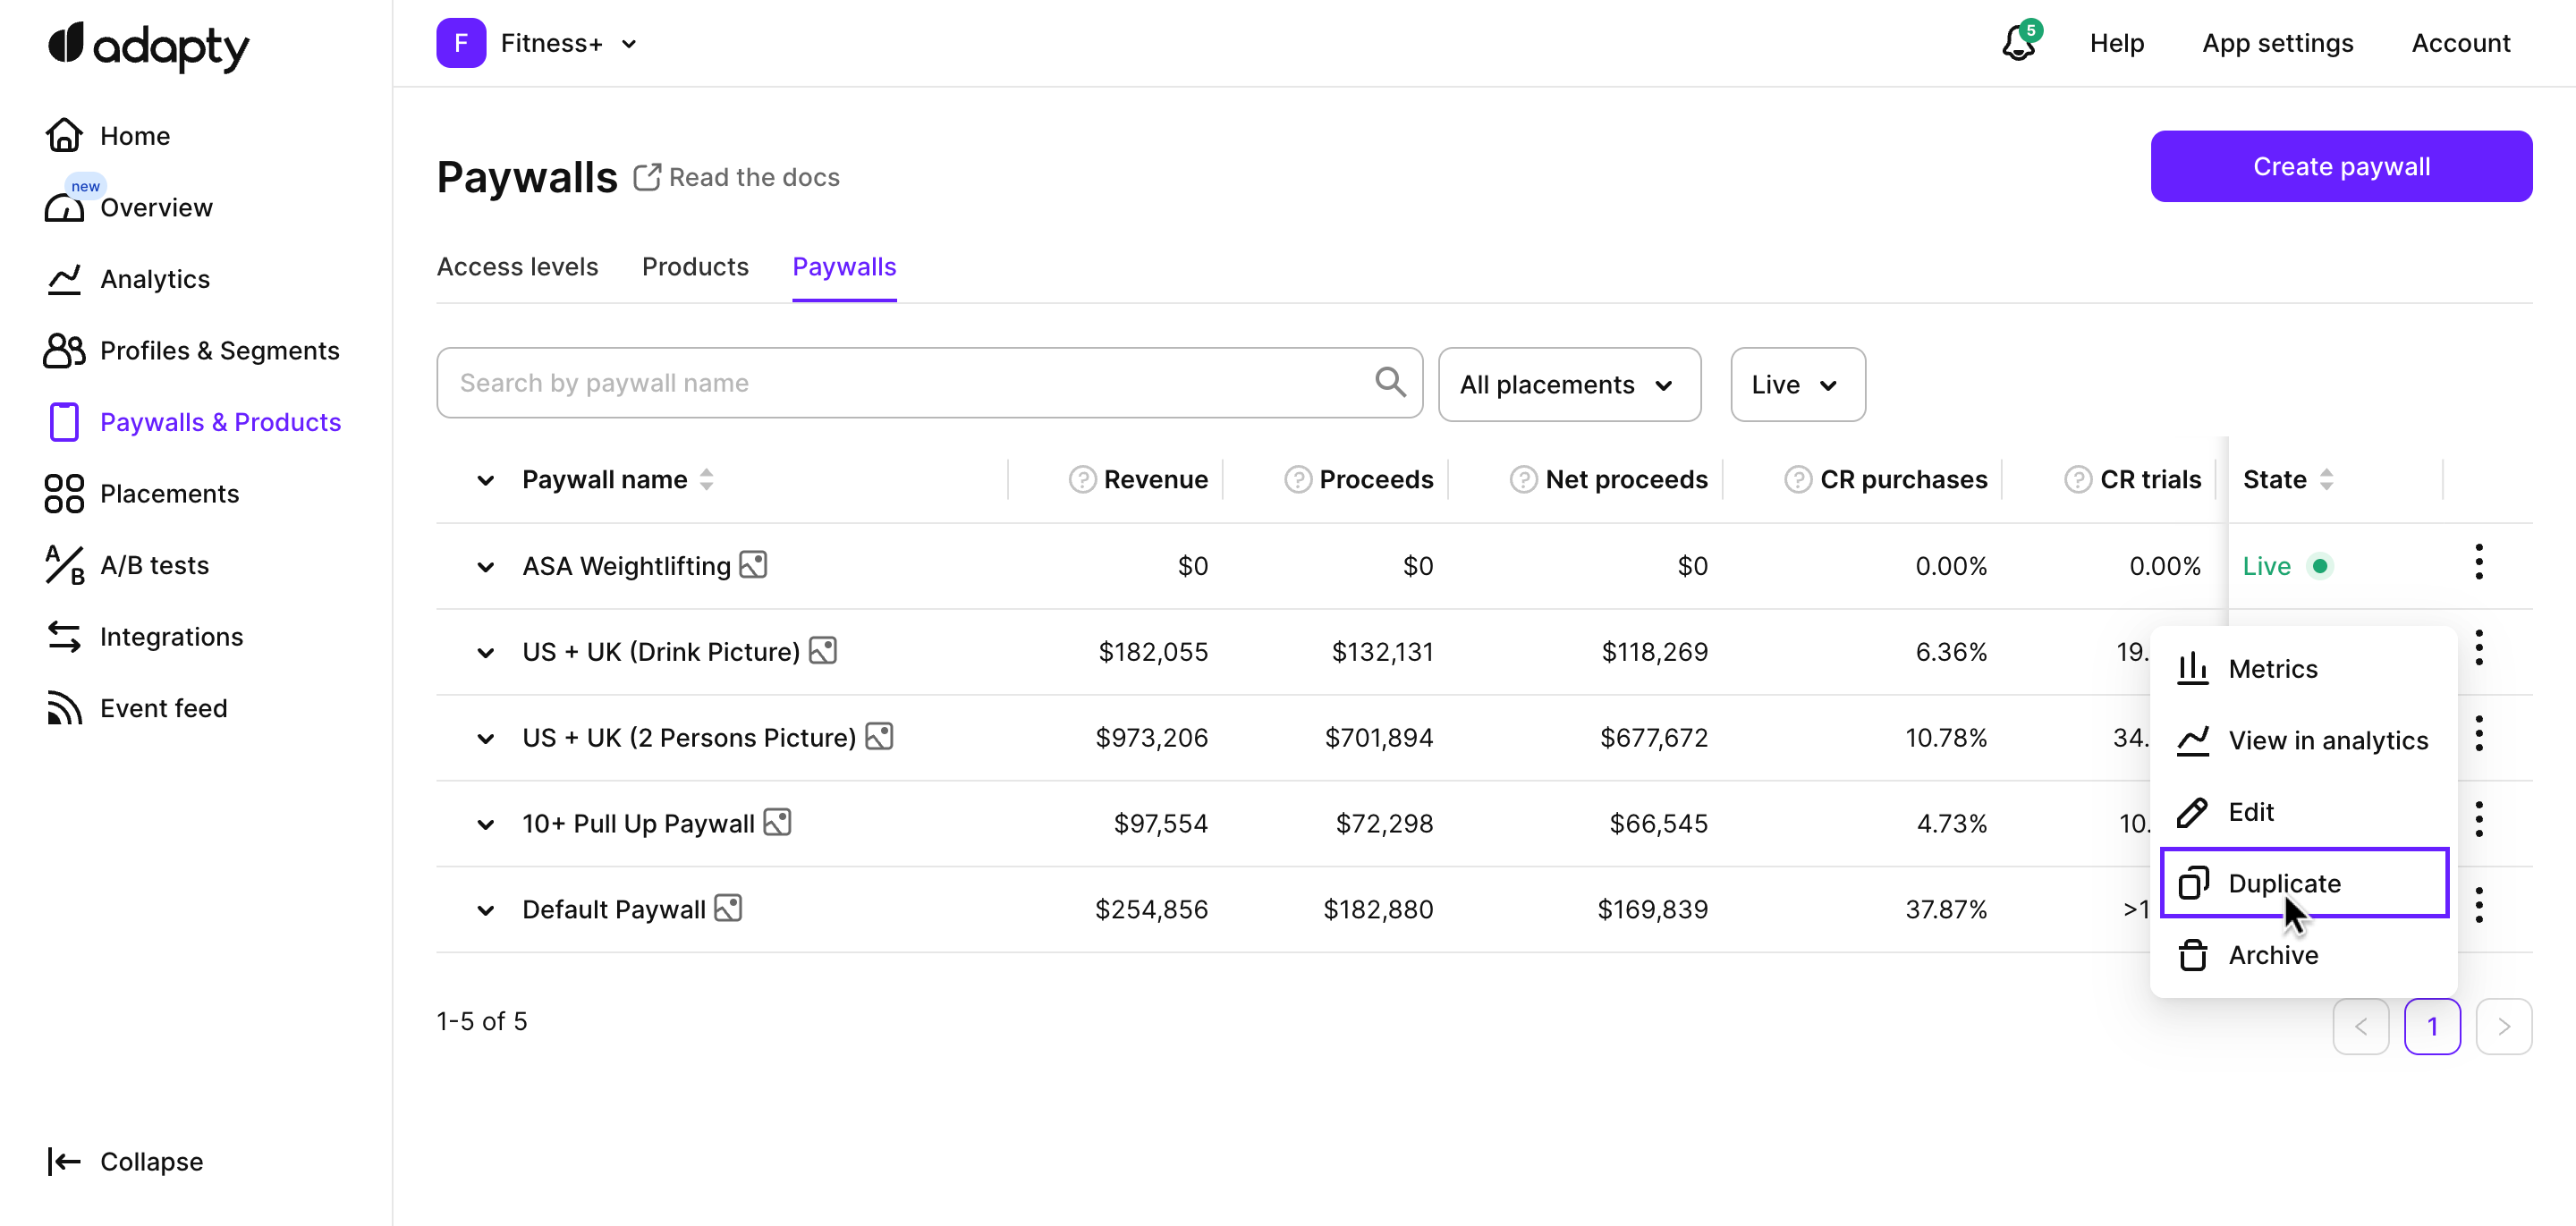 adapty
F Fitness+
5
Help
App settings
Account
Home
new
Overview
Analytics
Profiles & Segments
Paywalls & Products
Placements
A/B tests
Integrations
Event feed
Collapse
Paywalls Read the docs
Create paywall
Access levels Products Paywalls
Search by paywall name
All placements
Live
Paywall name ? Revenue ? Proceeds ? Net proceeds ? CR purchases ? CR trials State
ASA Weightlifting $0 $0 $0 0.00% 0.00% Live
US + UK (Drink Picture) $182,055 $132,131 $118,269 6.36% 19.
US + UK (2 Persons Picture) $973,206 $701,894 $677,672 10.78% 34.
10+ Pull Up Paywall $97,554 $72,298 $66,545 4.73% 10.
Default Paywall $254,856 $182,880 $169,839 37.87% >1
Metrics
View in analytics
Edit
Duplicate
Archive
1-5 of 5
< 1 >